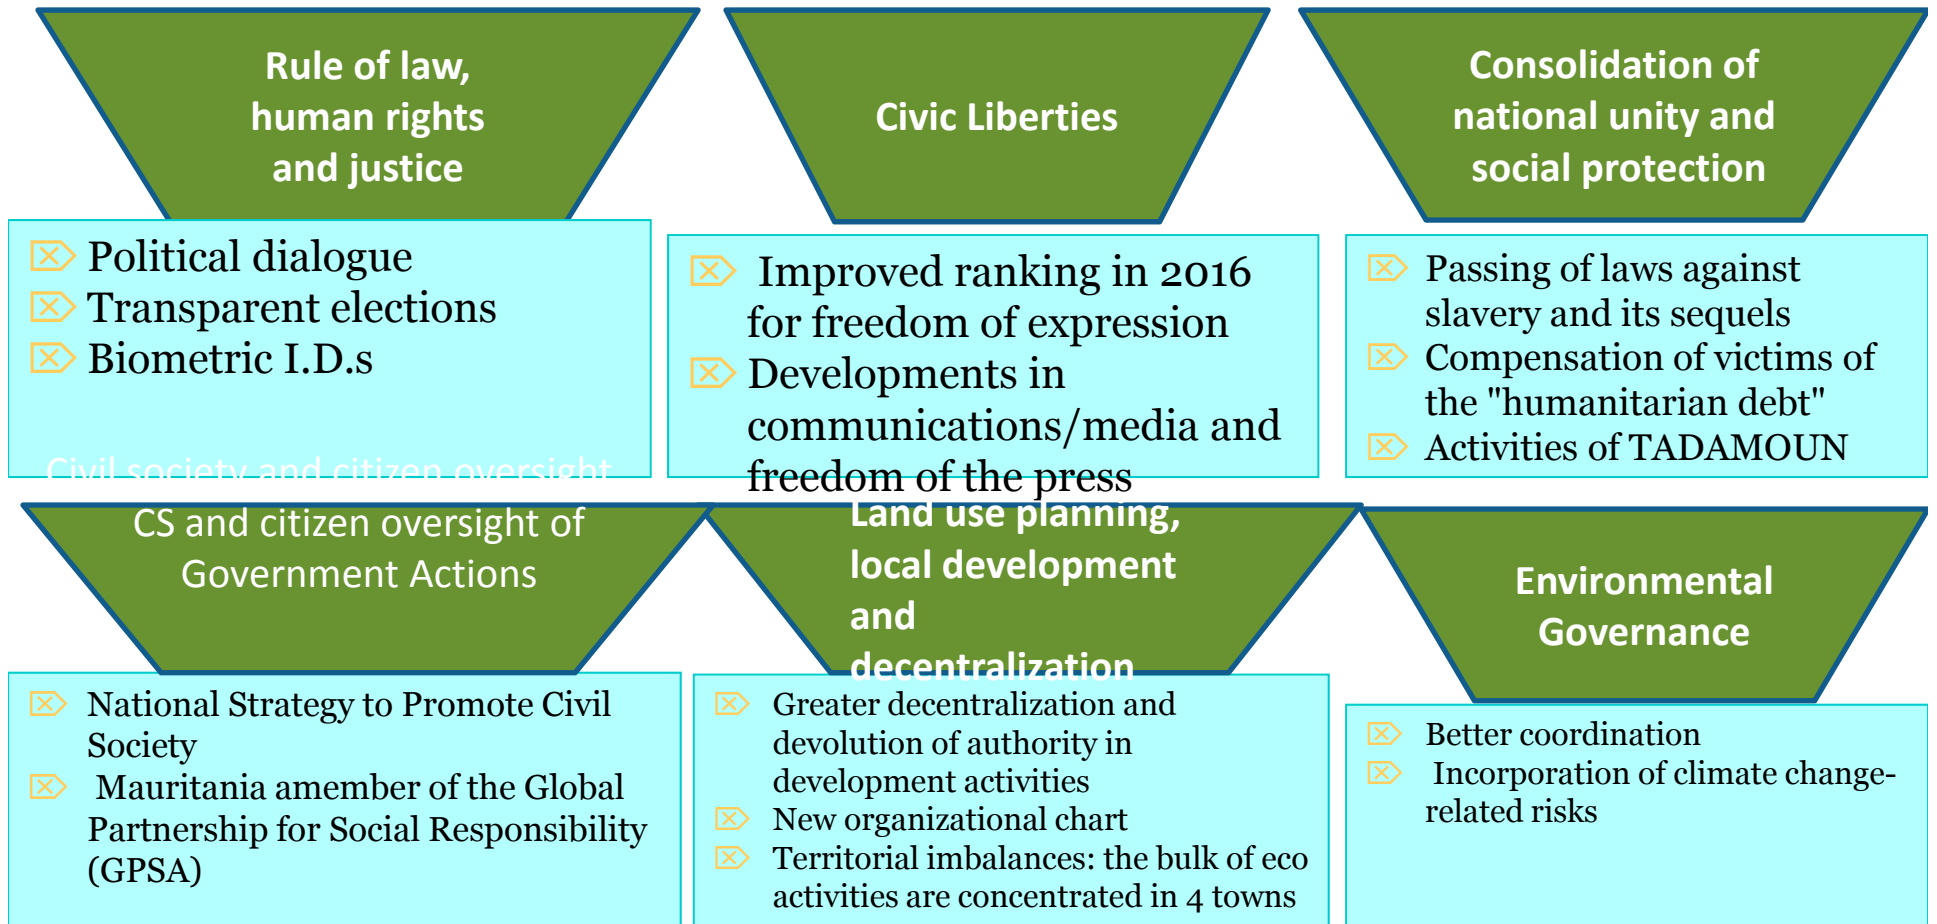 Rule of law,
human rights
and justice
Political dialogue
Transparent elections
Biometric I.D.s
Civic Liberties
Improved ranking in 2016
for freedom of expression
Developments in
communications/media and
freedom of the press
Consolidation of
national unity and
social protection
Passing of laws against
slavery and its sequels
Compensation of victims of
the "humanitarian debt"
Activities of TADAMOUN
Civil society and citizen oversight
CS and citizen oversight of
Government Actions
National Strategy to Promote Civil
Society
Mauritania amember of the Global
Partnership for Social Responsibility
(GPSA)
Land use planning,
local development
and
decentralization
Greater decentralization and
devolution of authority in
development activities
New organizational chart
Territorial imbalances: the bulk of eco
activities are concentrated in 4 towns
Environmental
Governance
Better coordination
Incorporation of climate change-
related risks